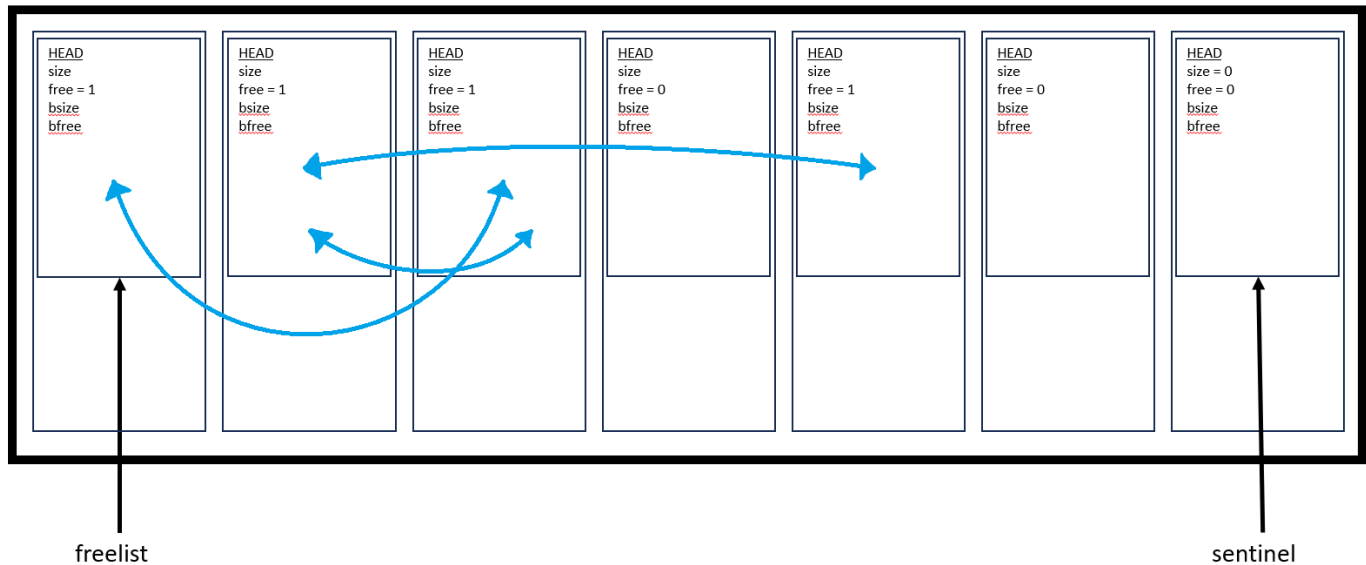 HEAD
size
free = 1
bsize
bfree
HEAD
size
free = 1
bsize
bfree
HEAD
size
free = 1
bsize
bfree
HEAD
size
free = 0
bsize
bfree
HEAD
size
free = 1
bsize
bfree
HEAD
size
free = 0
bsize
bfree
HEAD
size = 0
free = 0
bsize
bfree
freelist
sentinel